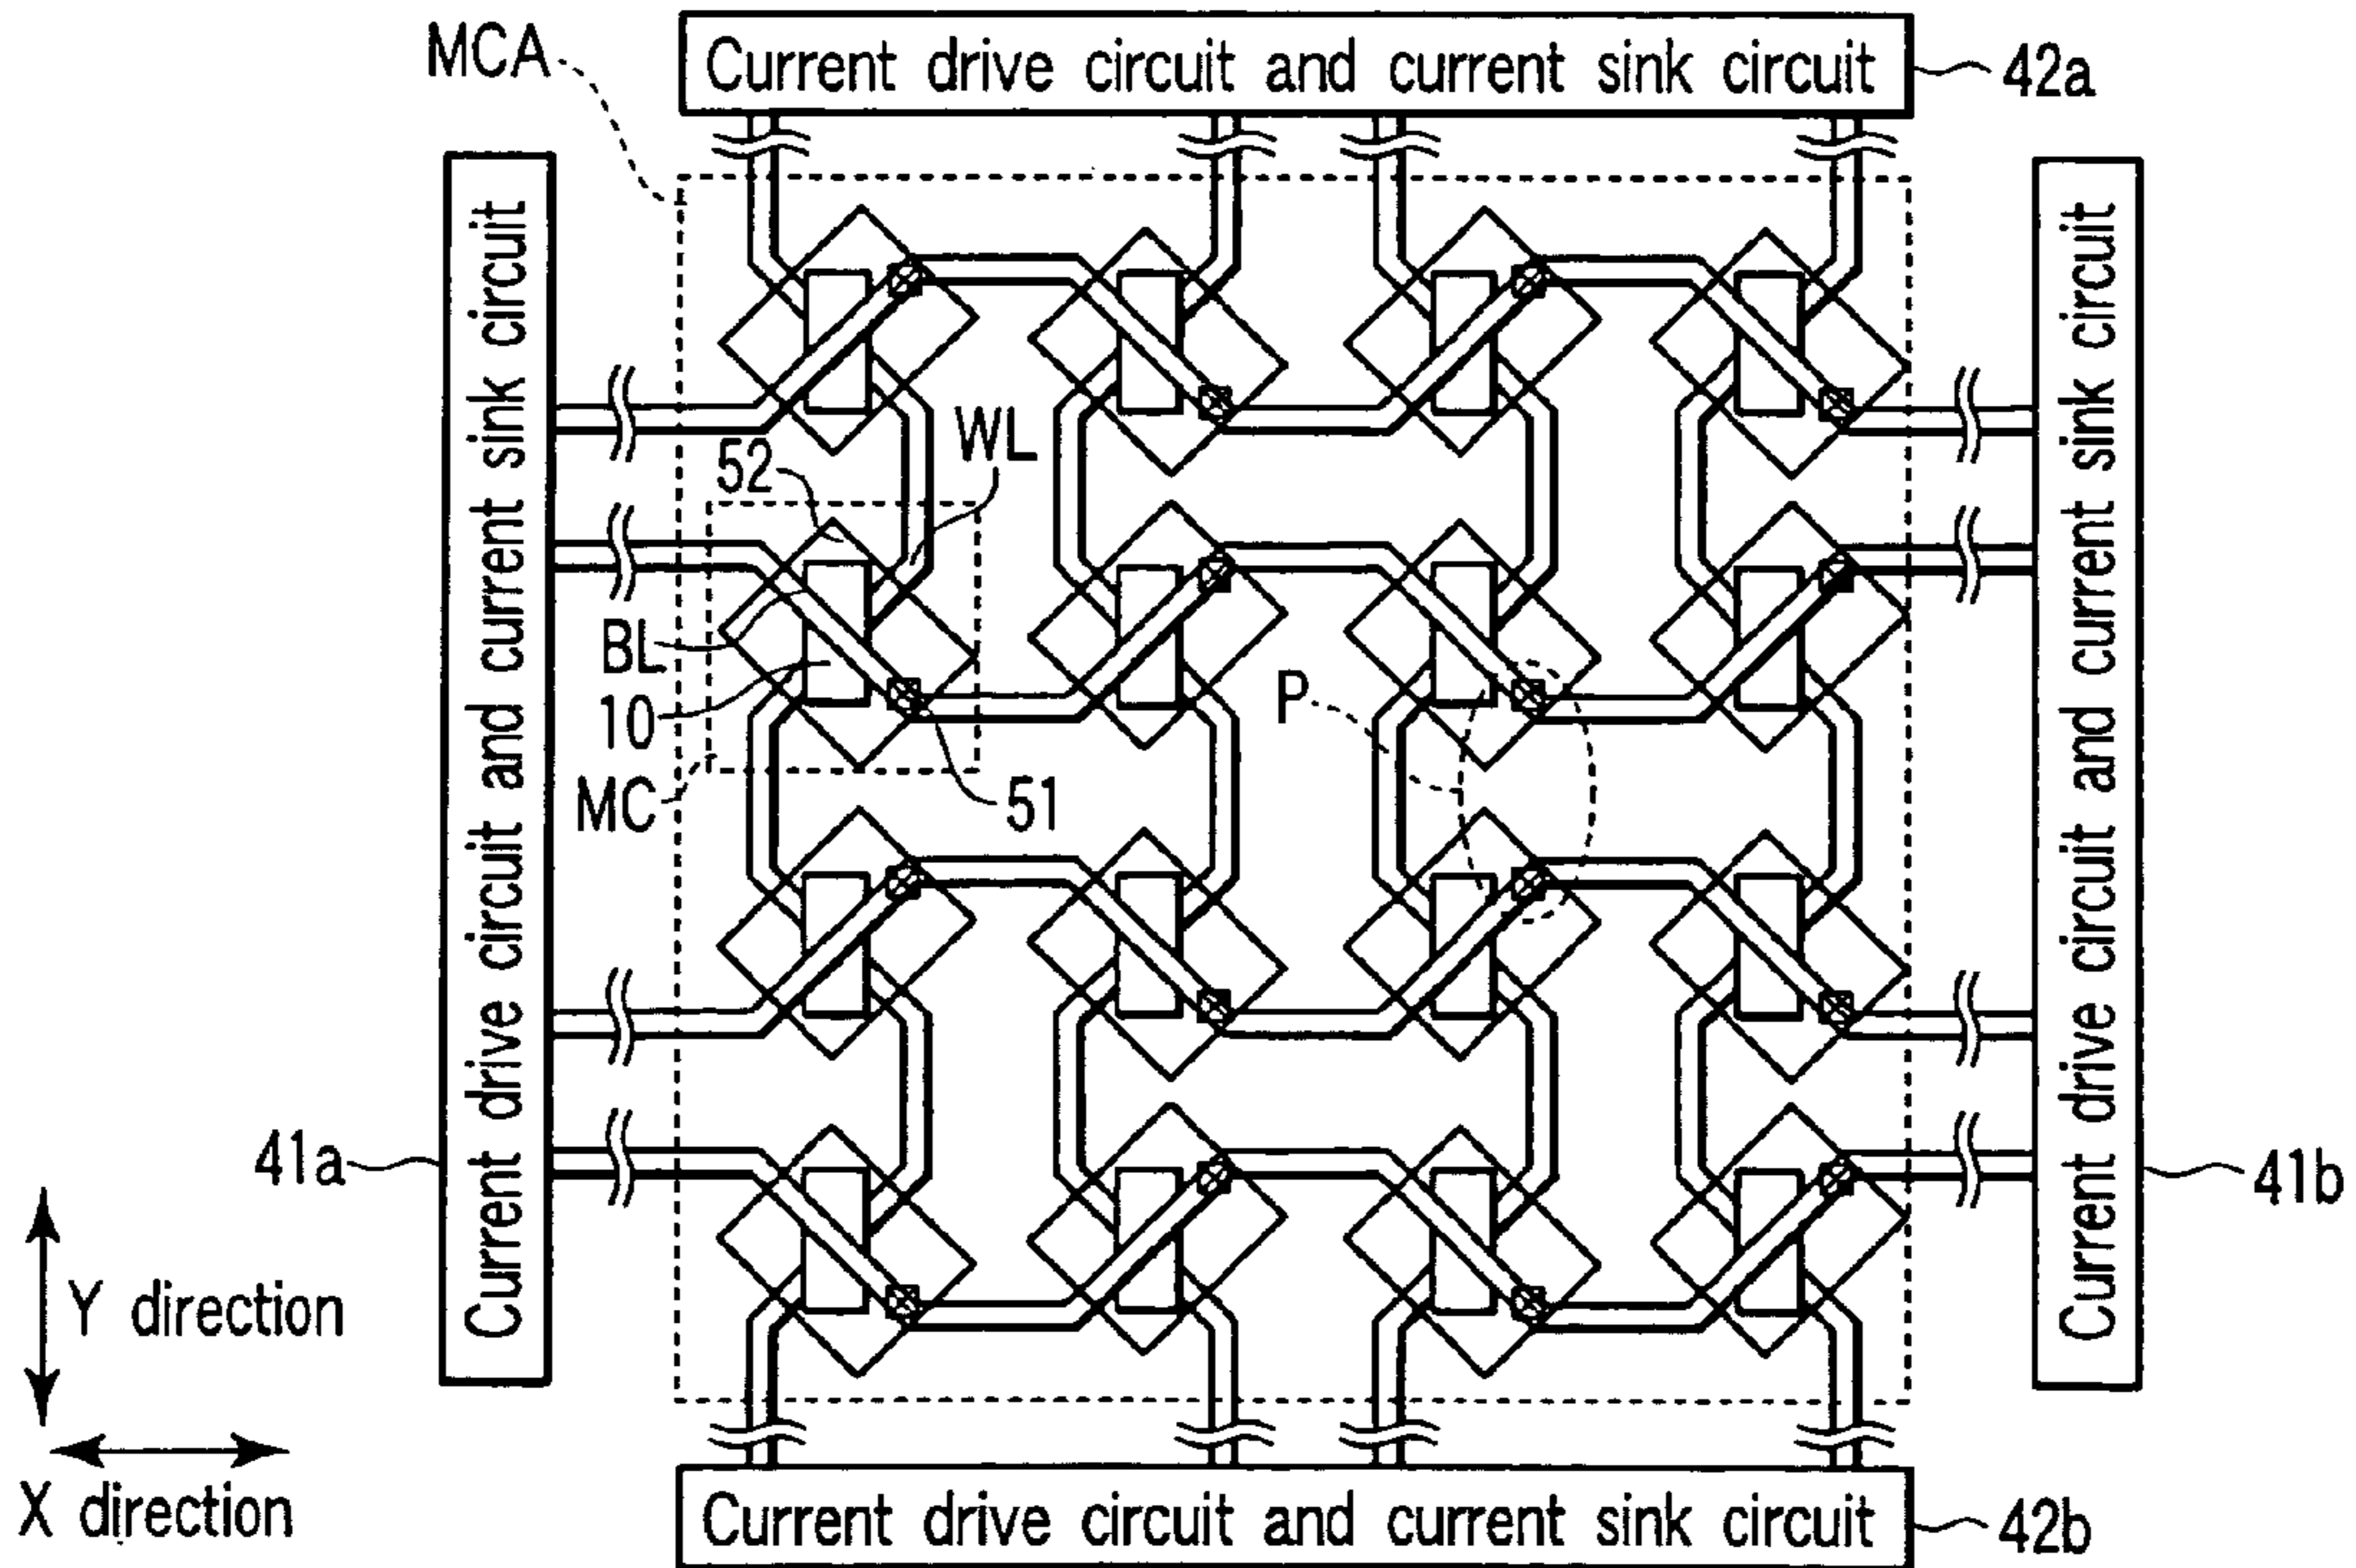 MCA
Current drive circuit and current sink circuit
42a
Current drive circuit and current sink circuit
Current drive circuit and current sink circuit
52
WL
BL
10
MC
51
P
41a
41b
Y direction
X direction
Current drive circuit and current sink circuit
42b